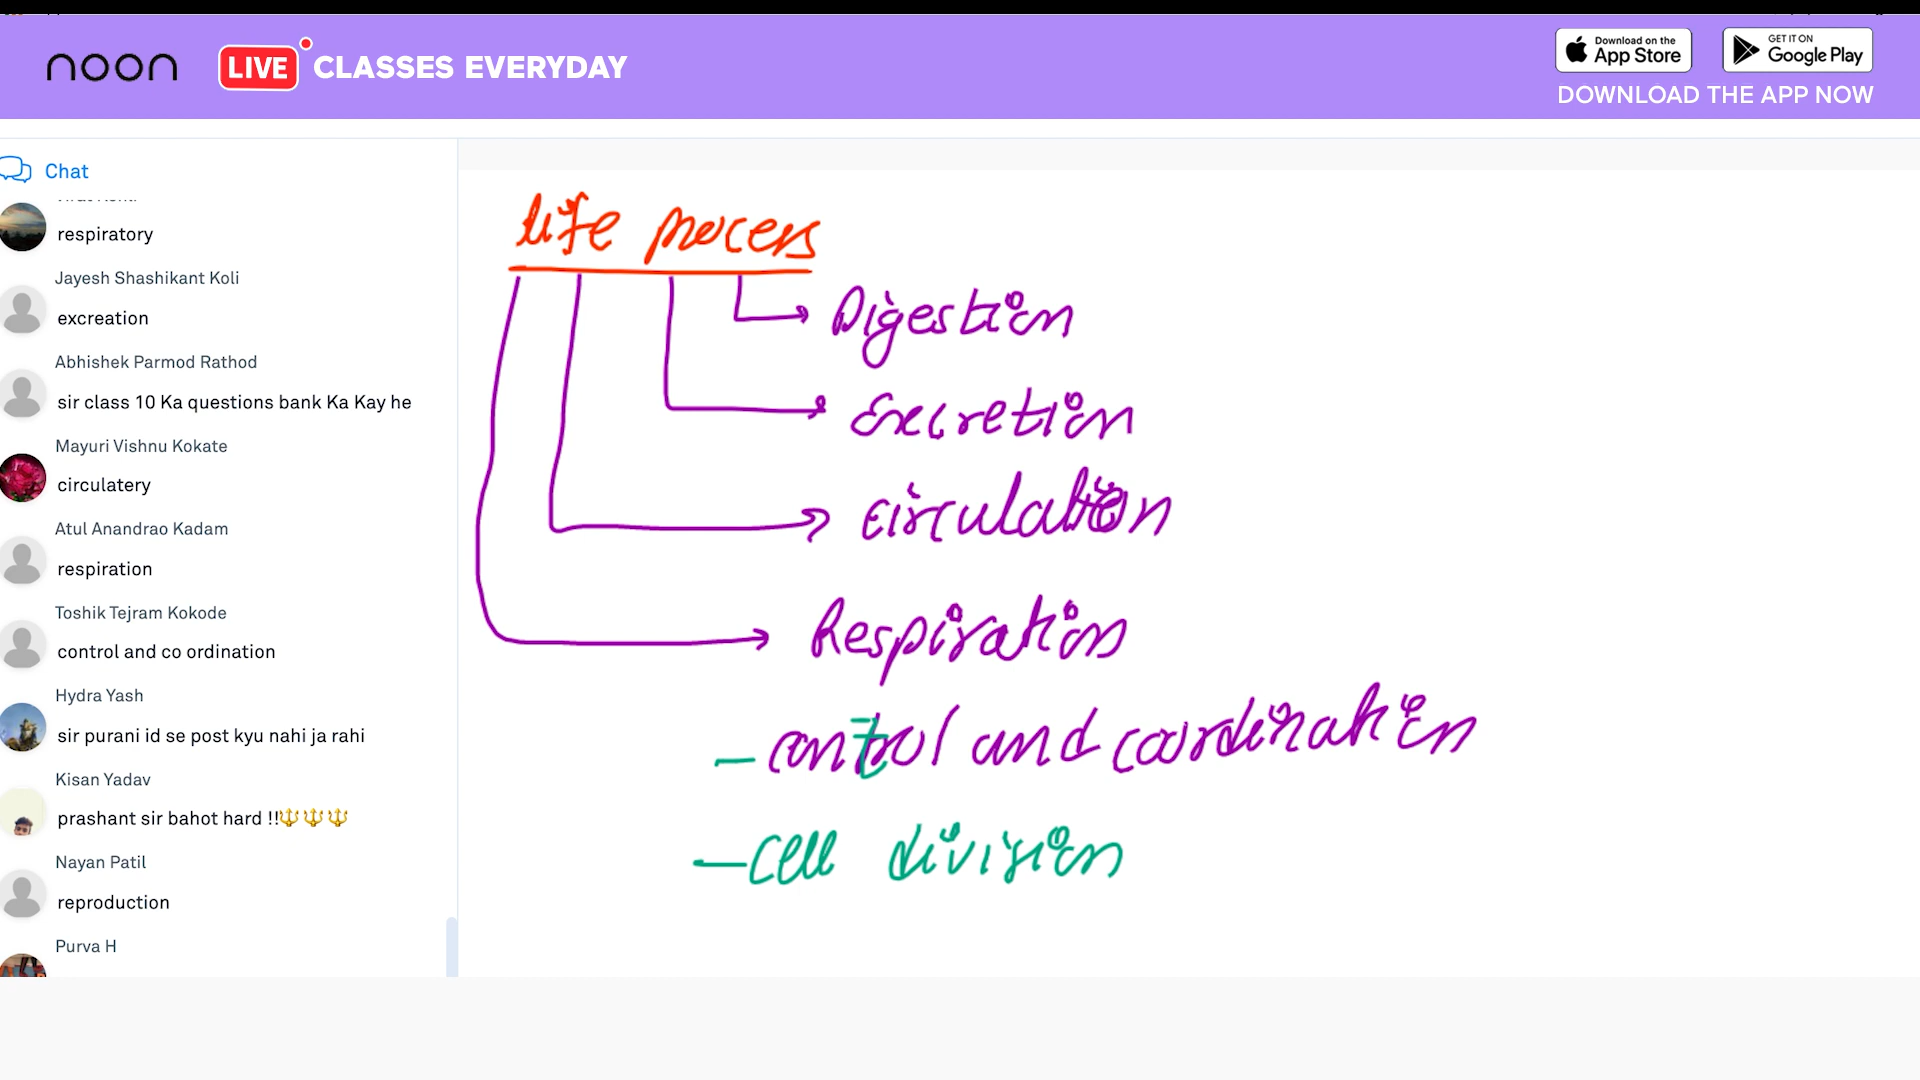 noon LIVE CLASSES EVERYDAY
Download on the App Store
GET IT ON Google Play
DOWNLOAD THE APP NOW
Chat
respiratory
Jayesh Shashikant Koli
excreation
Abhishek Parmod Rathod
sir class 10 Ka questions bank Ka Kay he
Mayuri Vishnu Kokate
circulatery
Atul Anandrao Kadam
respiration
Toshik Tejram Kokode
control and co ordination
Hydra Yash
sir purani id se post kyu nahi ja rahi
Kisan Yadav
prashant sir bahot hard !!🔱🔱🔱
Nayan Patil
reproduction
Purva H
life process
Digestion
Excretion
circulation
Respiration
- control and coordination
- cell division